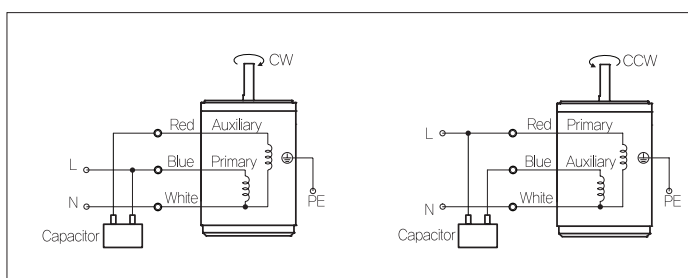 CW
Red Auxiliary
L Blue Primary
N White PE
Capacitor
CCW
L Red Primary
Blue Auxiliary
N White PE
Capacitor